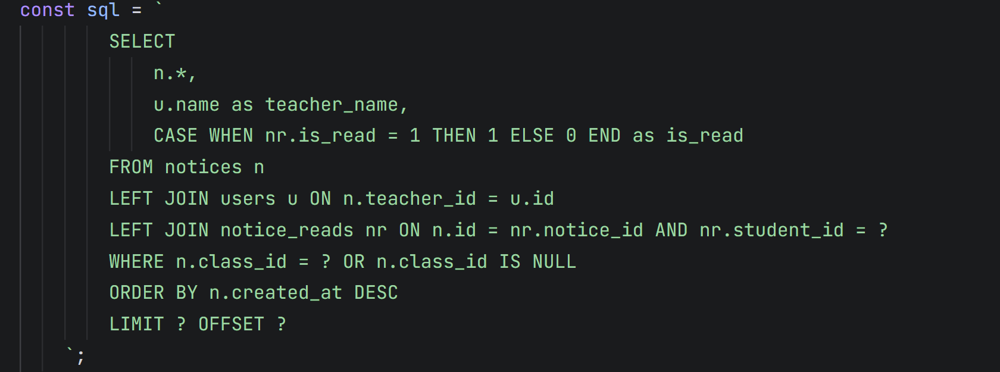 const sql = `
SELECT
n.*,
u.name as teacher_name,
CASE WHEN nr.is_read = 1 THEN 1 ELSE 0 END as is_read
FROM notices n
LEFT JOIN users u ON n.teacher_id = u.id
LEFT JOIN notice_reads nr ON n.id = nr.notice_id AND nr.student_id = ?
WHERE n.class_id = ? OR n.class_id IS NULL
ORDER BY n.created_at DESC
LIMIT ? OFFSET ?
`;